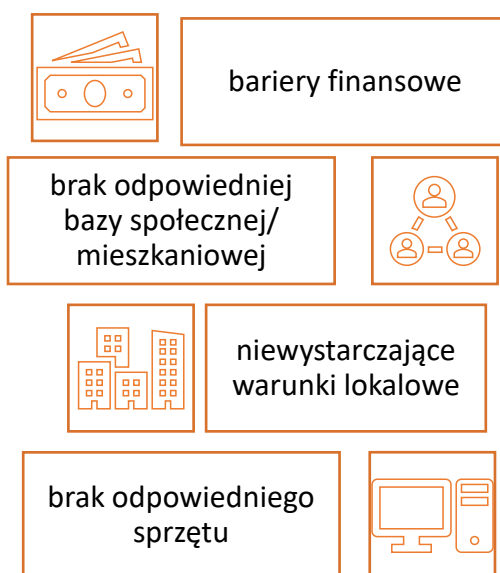 bariery finansowe
brak odpowiedniej
bazy społecznej/
mieszkaniowej
niewystarczające
warunki lokalowe
brak odpowiedniego
sprzętu